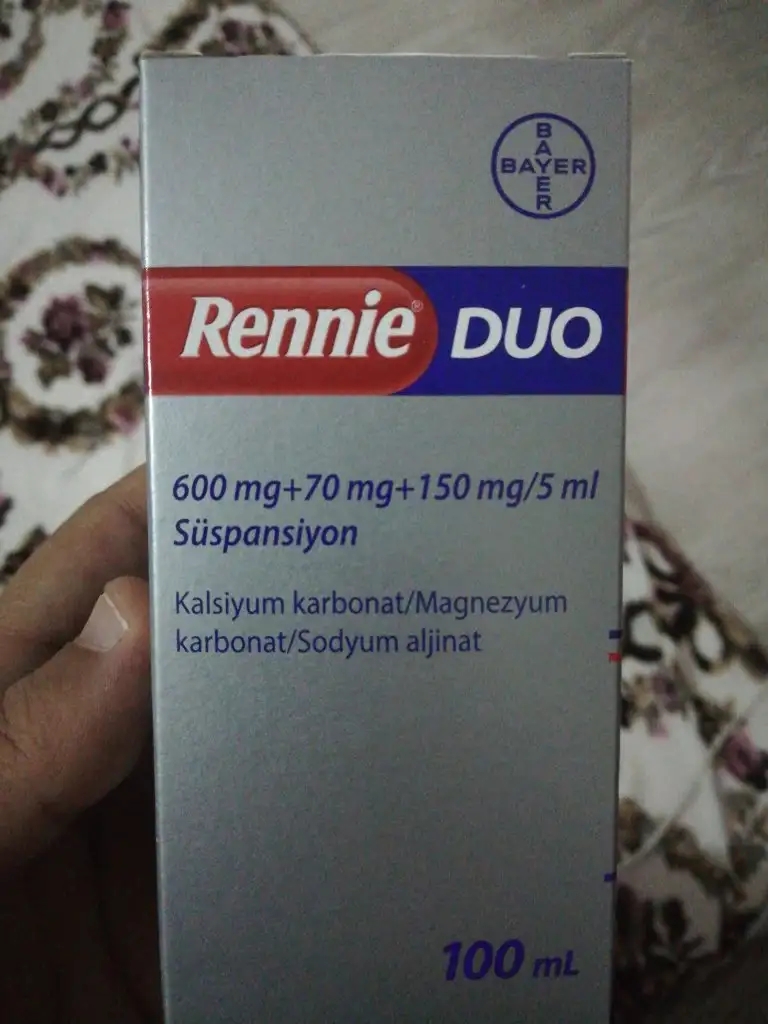 BAYER
BAYER
Rennie® DUO
600 mg+70 mg+150 mg/5 ml
Süspansiyon
Kalsiyum karbonat/Magnezyum
karbonat/Sodyum aljinat
100 mL